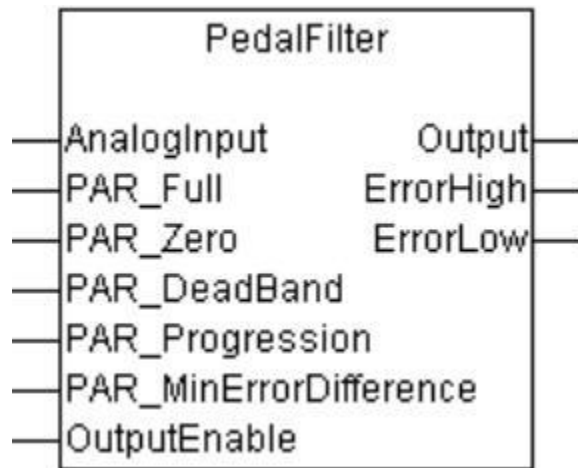 PedalFilter
AnalogInput Output
PAR_Full ErrorHigh
PAR_Zero ErrorLow
PAR_DeadBand
PAR_Progression
PAR_MinErrorDifference
OutputEnable